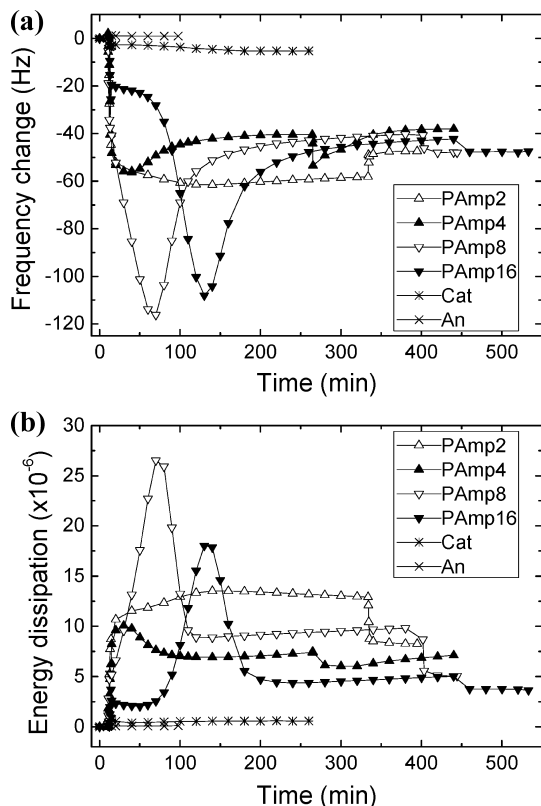 (a)
Frequency change (Hz)
0
-20
-40
-60
-80
-100
-120
PAmp2
PAmp4
PAmp8
PAmp16
Cat
An
0 100 200 300 400 500
Time (min)
(b)
Energy dissipation (x10-6)
30
25
20
15
10
5
0
PAmp2
PAmp4
PAmp8
PAmp16
Cat
An
0 100 200 300 400 500
Time (min)